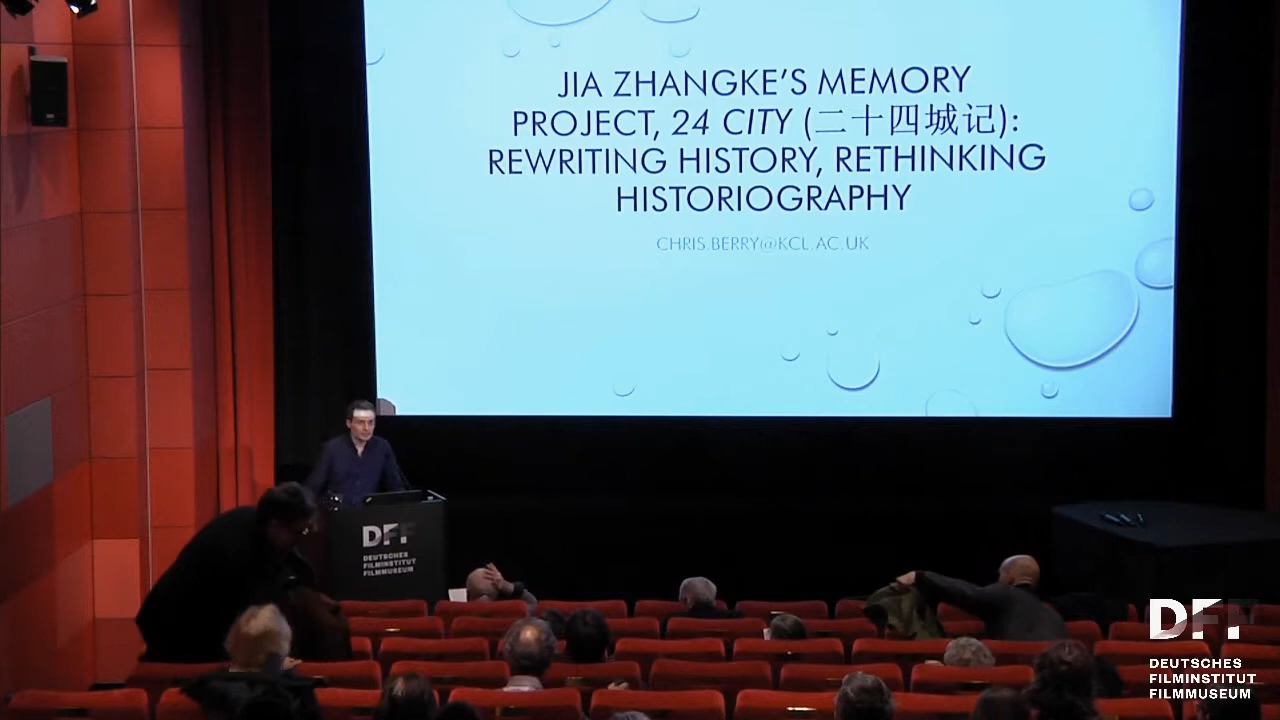 JIA ZHANGKE’S MEMORY
PROJECT, 24 CITY (二十四城记):
REWRITING HISTORY, RETHINKING
HISTORIOGRAPHY
CHRIS.BERRY@KCL.AC.UK
DFF
DEUTSCHES
FILMINSTITUT
FILMMUSEUM
DFF
DEUTSCHES
FILMINSTITUT
FILMMUSEUM